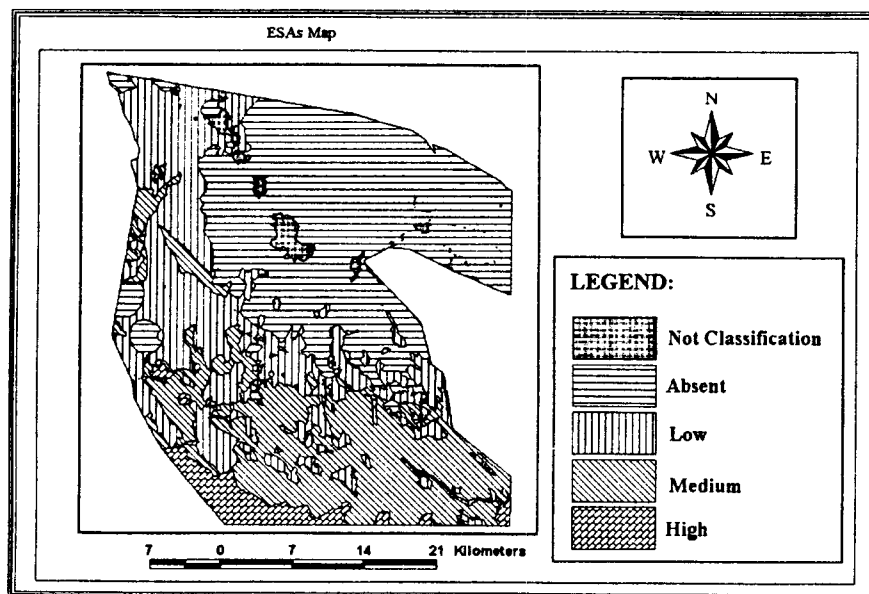 ESAs Map
N
W E
S
LEGEND:
Not Classification
Absent
Low
Medium
High
7 0 7 14 21 Kilometers